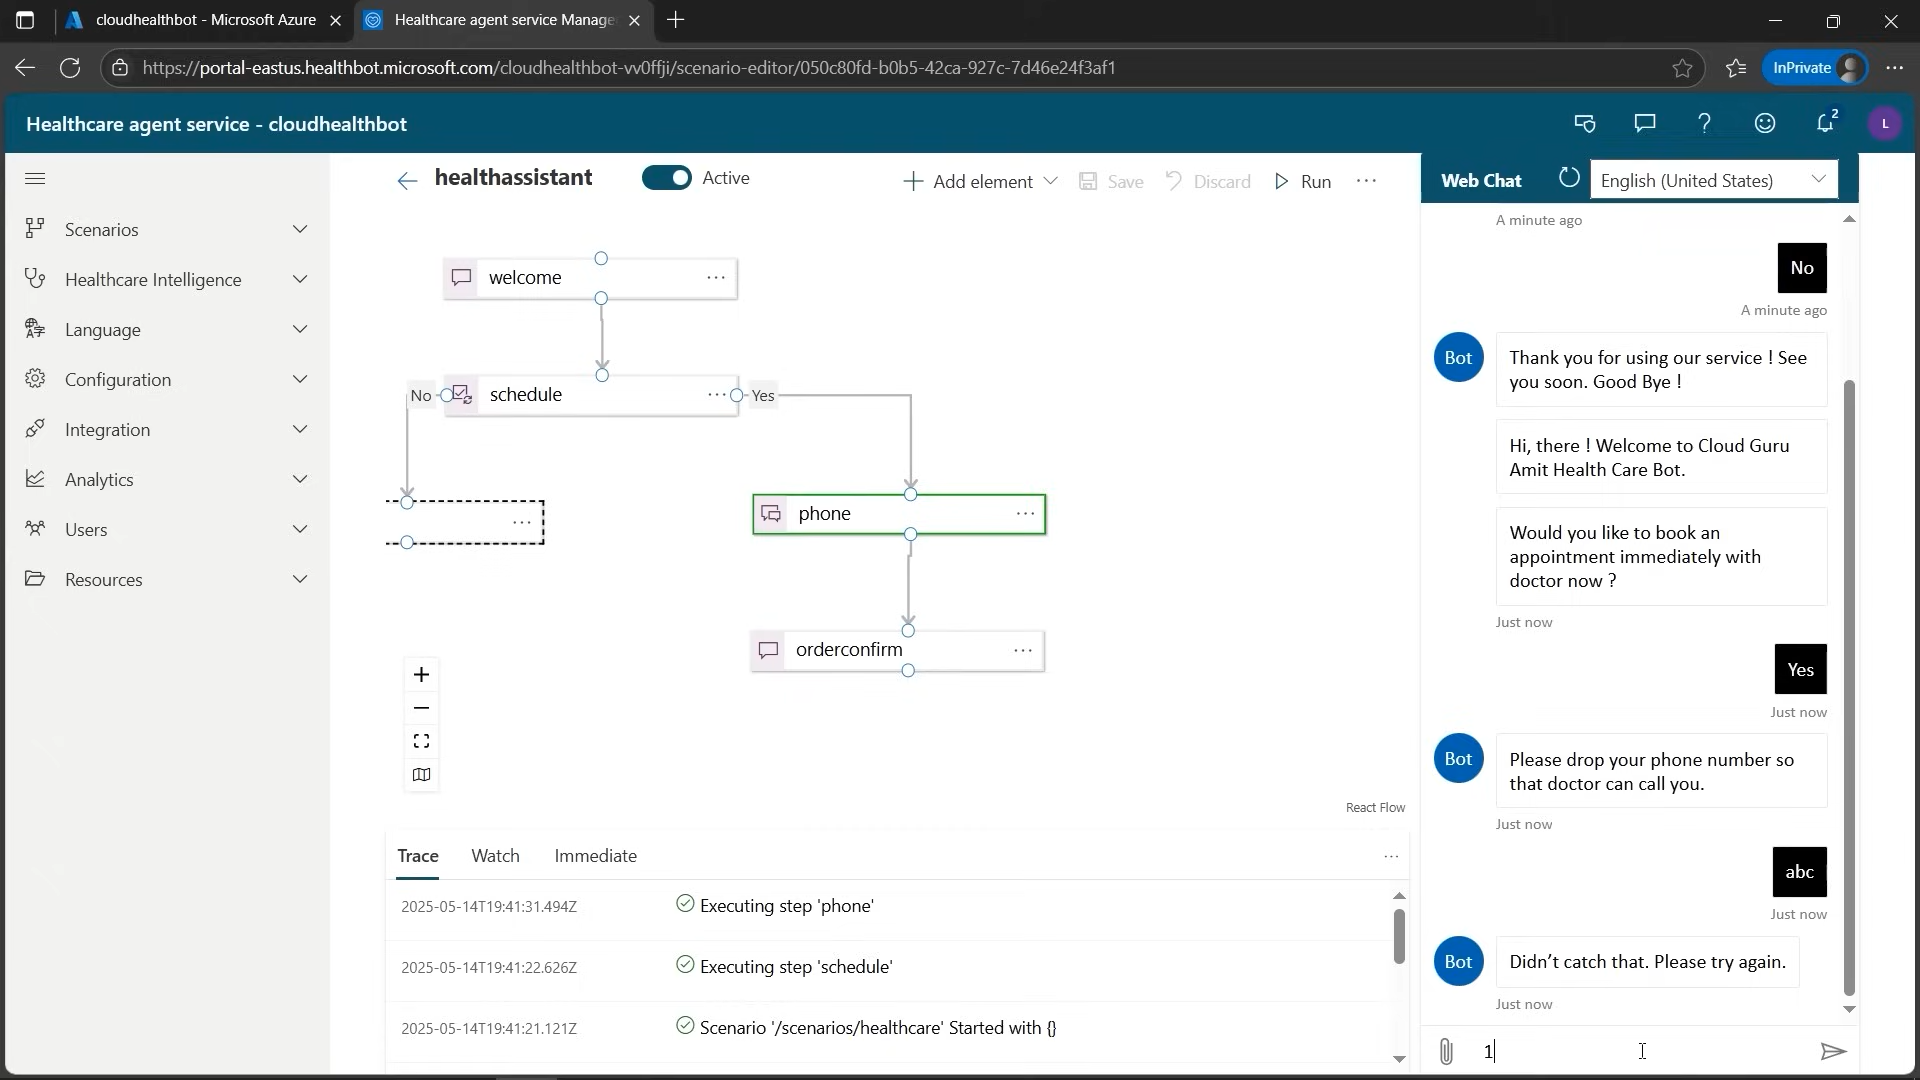 cloudhealthbot - Microsoft Azure
Healthcare agent service Manage
https://portal-eastus.healthbot.microsoft.com/cloudhealthbot-vv0ffji/scenario-editor/050c80fd-b0b5-42ca-927c-7d46e24f3af1
InPrivate
Healthcare agent service - cloudhealthbot
2
L
Scenarios
Healthcare Intelligence
Language
Configuration
Integration
Analytics
Users
Resources
healthassistant
Active
Add element
Save
Discard
Run
welcome
No
schedule
Yes
phone
orderconfirm
React Flow
Trace
Watch
Immediate
2025-05-14T19:41:31.494Z Executing step 'phone'
2025-05-14T19:41:22.626Z Executing step 'schedule'
2025-05-14T19:41:21.121Z Scenario '/scenarios/healthcare' Started with {}
Web Chat
English (United States)
A minute ago
No
A minute ago
Bot
Thank you for using our service ! See
you soon. Good Bye !
Hi, there ! Welcome to Cloud Guru
Amit Health Care Bot.
Would you like to book an
appointment immediately with
doctor now ?
Just now
Yes
Just now
Bot
Please drop your phone number so
that doctor can call you.
Just now
abc
Just now
Bot
Didn't catch that. Please try again.
Just now
1